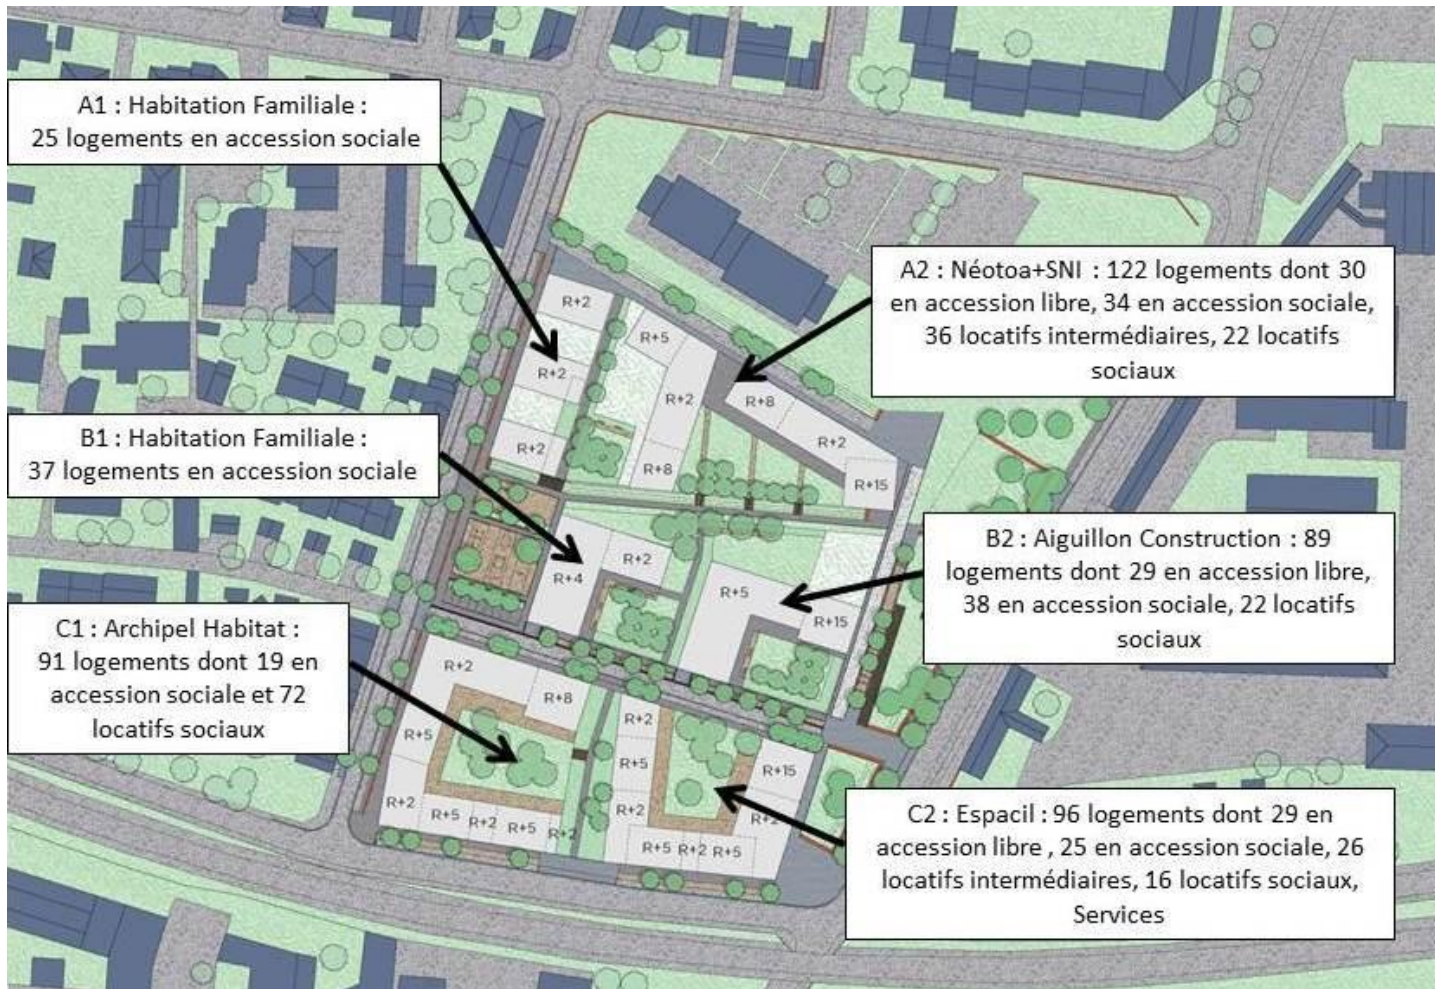 A1 : Habitation Familiale :
25 logements en accession sociale
A2 : Néotoa+SNI : 122 logements dont 30
en accession libre, 34 en accession sociale,
36 locatifs intermédiaires, 22 locatifs
sociaux
R+2
R+5
R+2
R+2
R+8
R+2
R+2
R+8
R+15
B1 : Habitation Familiale :
37 logements en accession sociale
B2 : Aiguillon Construction : 89
logements dont 29 en accession libre,
38 en accession sociale, 22 locatifs
sociaux
R+2
R+4
R+5
R+15
C1 : Archipel Habitat :
91 logements dont 19 en
accession sociale et 72
locatifs sociaux
R+2
R+8
R+5
R+2
R+5
R+2
R+5
R+2
R+2
R+5
R+15
R+2
R+2
R+5
R+2
R+5
C2 : Espacil : 96 logements dont 29 en
accession libre , 25 en accession sociale, 26
locatifs intermédiaires, 16 locatifs sociaux,
Services